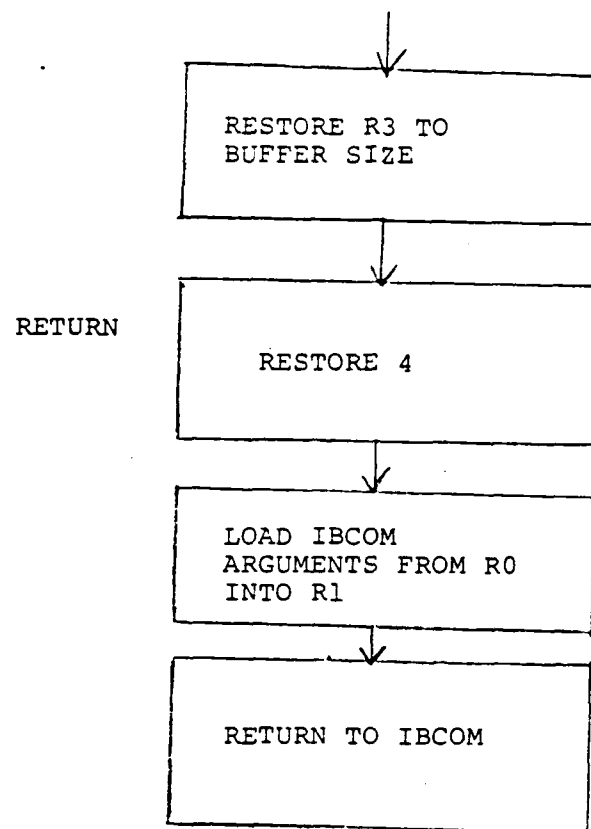 RESTORE R3 TO
BUFFER SIZE
RETURN
RESTORE 4
LOAD IBCOM
ARGUMENTS FROM R0
INTO R1
RETURN TO IBCOM